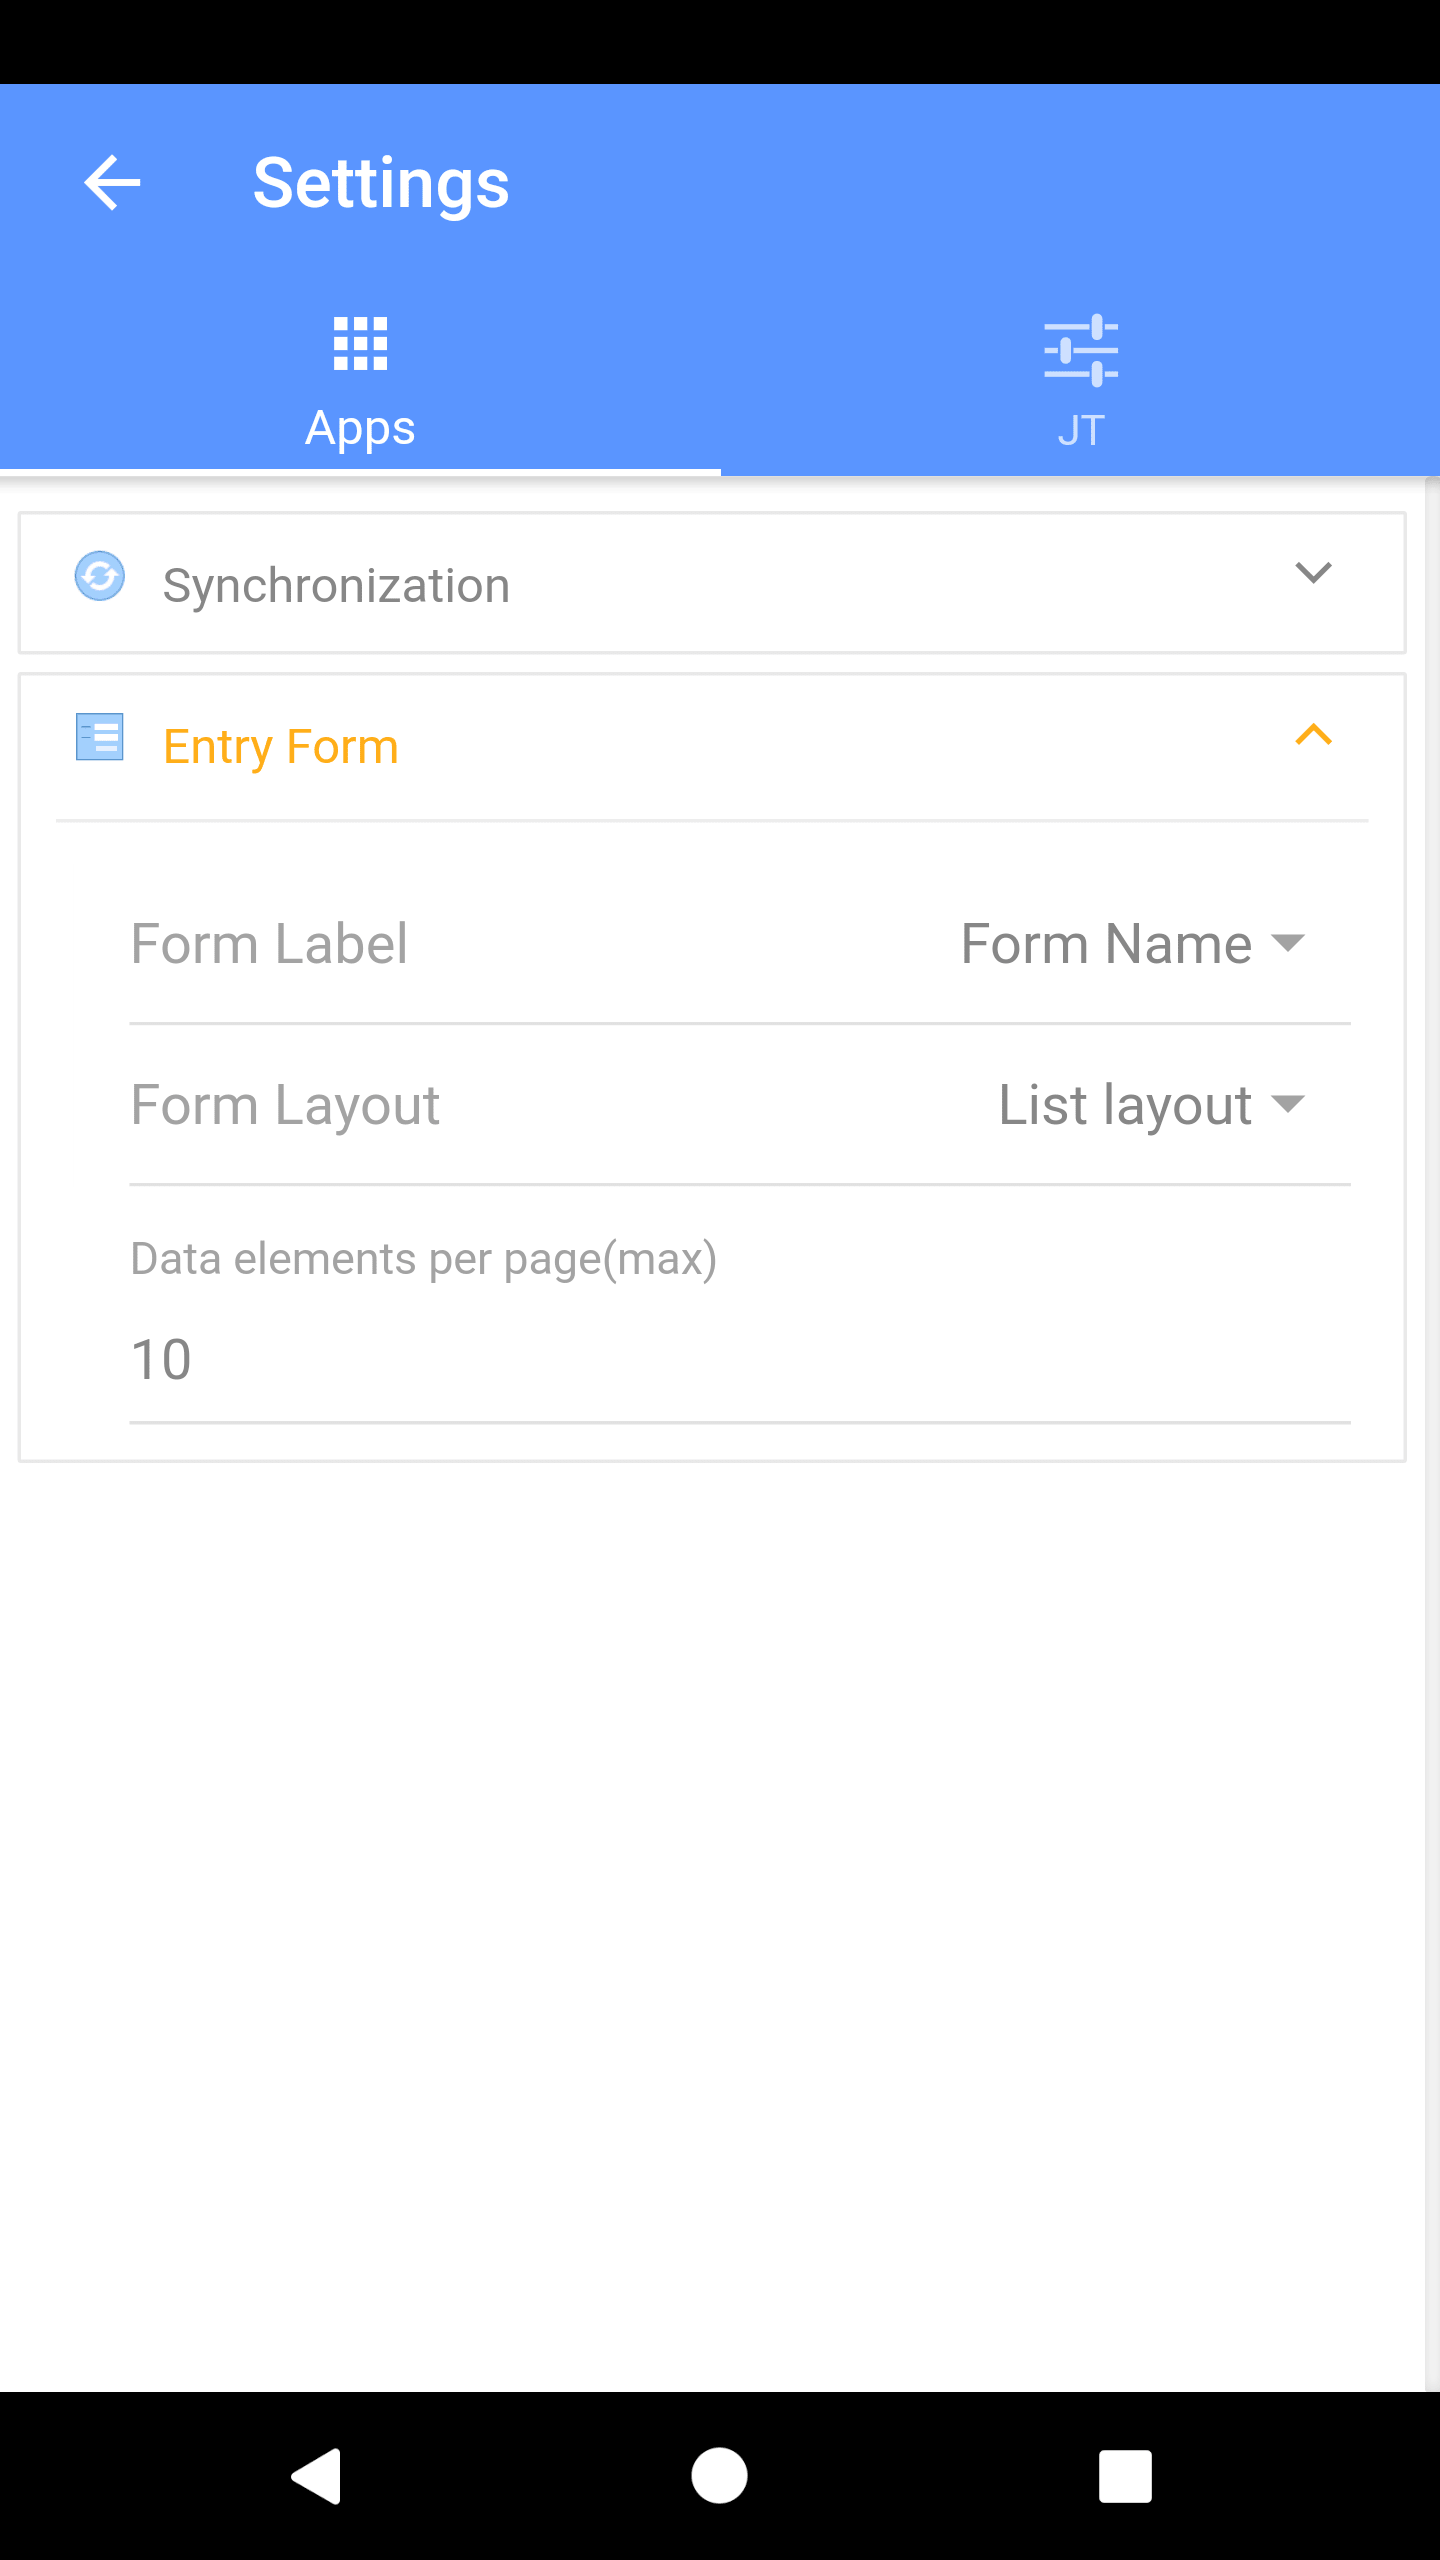 Settings
Apps
JT
Synchronization
Entry Form
Form Label
Form Name
Form Layout
List layout
Data elements per page(max)
10